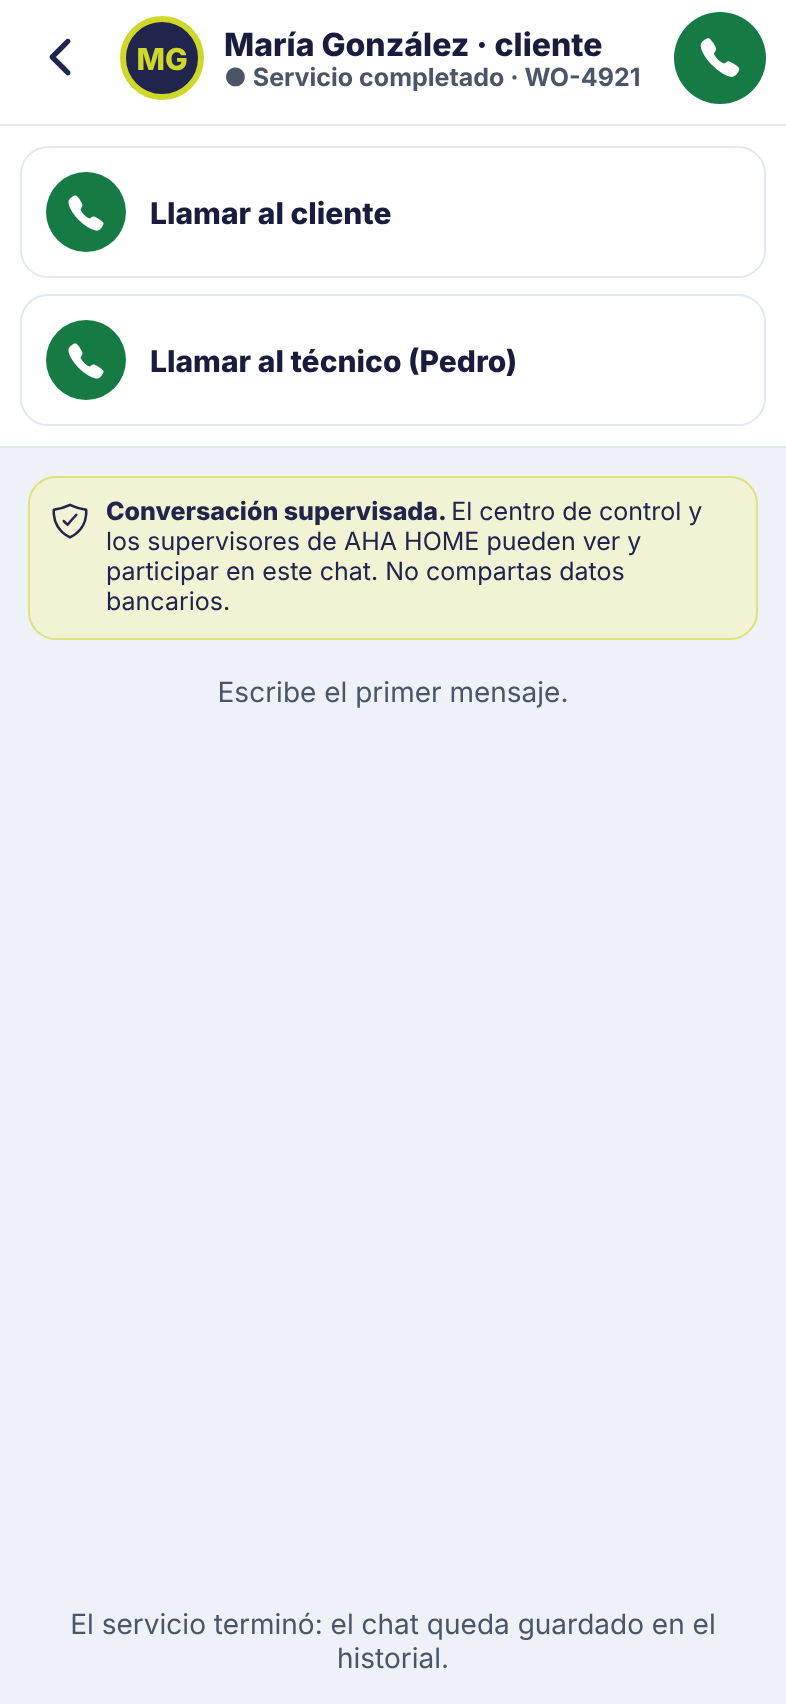 MG
María González · cliente
Servicio completado · WO-4921
Llamar al cliente
Llamar al técnico (Pedro)
Conversación supervisada. El centro de control y
los supervisores de AHA HOME pueden ver y
participar en este chat. No compartas datos
bancarios.
Escribe el primer mensaje.
El servicio terminó: el chat queda guardado en el
historial.